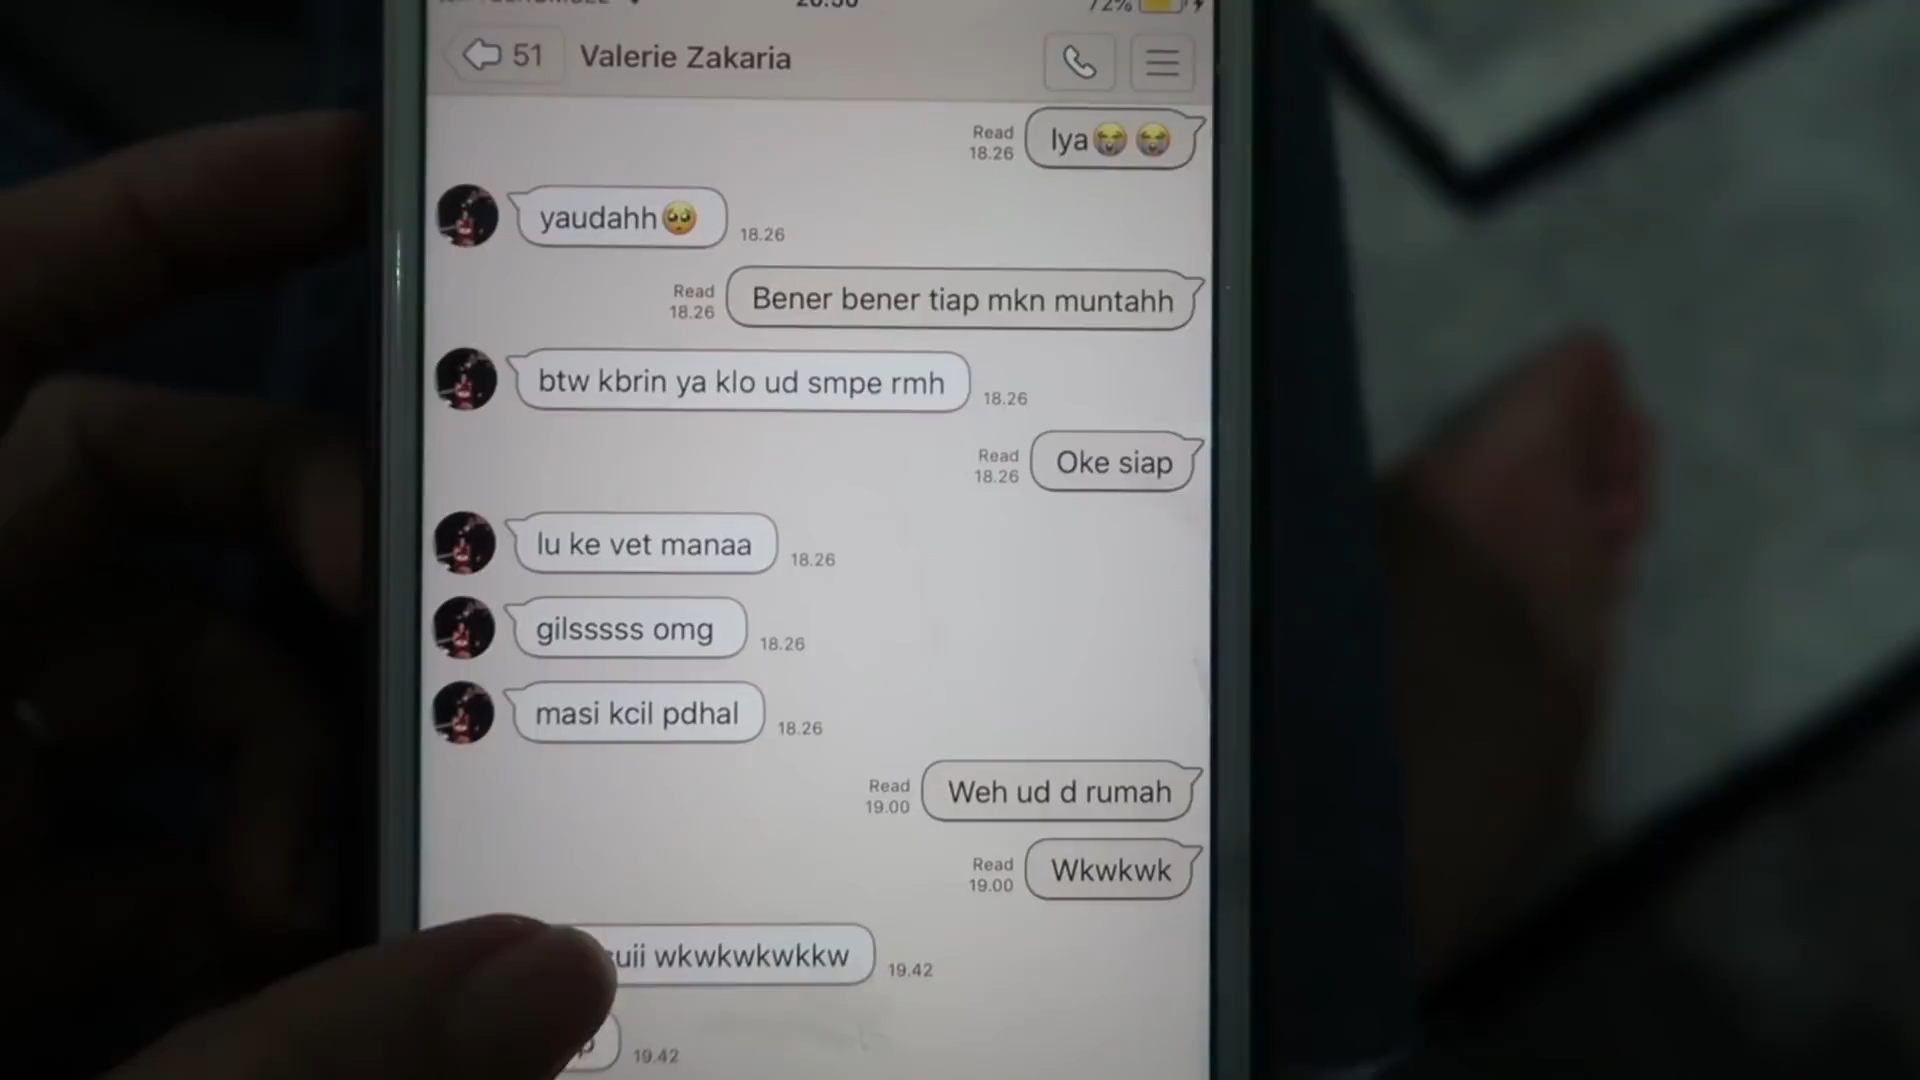 72%
51 Valerie Zakaria
Read
18.26
Iya😭😭
yaudahh🥺
18.26
Read
18.26
Bener bener tiap mkn muntahh
btw kbrin ya klo ud smpe rmh
18.26
Read
18.26
Oke siap
lu ke vet manaa
18.26
gilsssss omg
18.26
masi kcil pdhal
18.26
Read
19.00
Weh ud d rumah
Read
19.00
Wkwkwk
wkwkwkwkkw
19.42
19.42